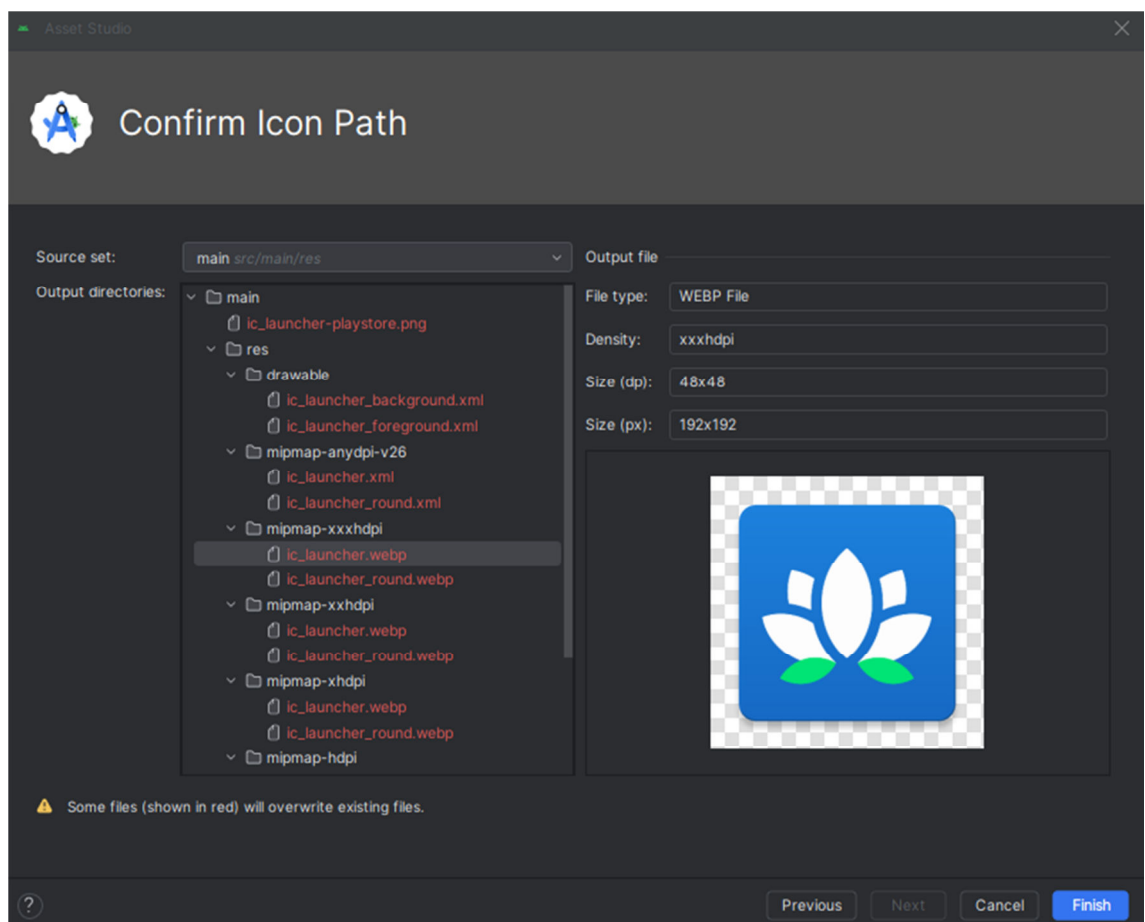 Asset Studio
Confirm Icon Path
Source set:
main src/main/res
Output directories:
main
ic_launcher-playstore.png
res
drawable
ic_launcher_background.xml
ic_launcher_foreground.xml
mipmap-anydpi-v26
ic_launcher.xml
ic_launcher_round.xml
mipmap-xxxhdpi
ic_launcher.webp
ic_launcher_round.webp
mipmap-xxhdpi
ic_launcher.webp
ic_launcher_round.webp
mipmap-xhdpi
ic_launcher.webp
ic_launcher_round.webp
mipmap-hdpi
Output file
File type: WEBP File
Density: xxxhdpi
Size (dp): 48x48
Size (px): 192x192
Some files (shown in red) will overwrite existing files.
? Previous Next Cancel Finish